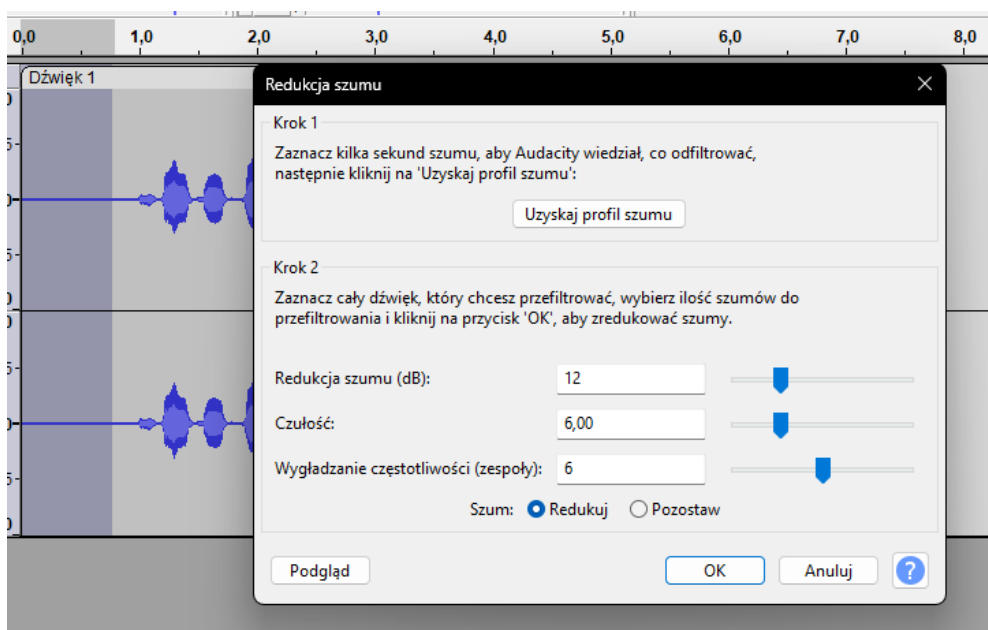 0,0 1,0 2,0 3,0 4,0 5,0 6,0 7,0 8,0
Dźwięk 1
Redukcja szumu
Krok 1
Zaznacz kilka sekund szumu, aby Audacity wiedział, co odfiltrować,
następnie kliknij na 'Uzyskaj profil szumu':
Uzyskaj profil szumu
Krok 2
Zaznacz cały dźwięk, który chcesz przefiltrować, wybierz ilość szumów do
przefiltrowania i kliknij na przycisk 'OK', aby zredukować szumy.
Redukcja szumu (dB): 12
Czułość: 6,00
Wygładzanie częstotliwości (zespoły): 6
Szum: Redukuj Pozostaw
Podgląd OK Anuluj ?